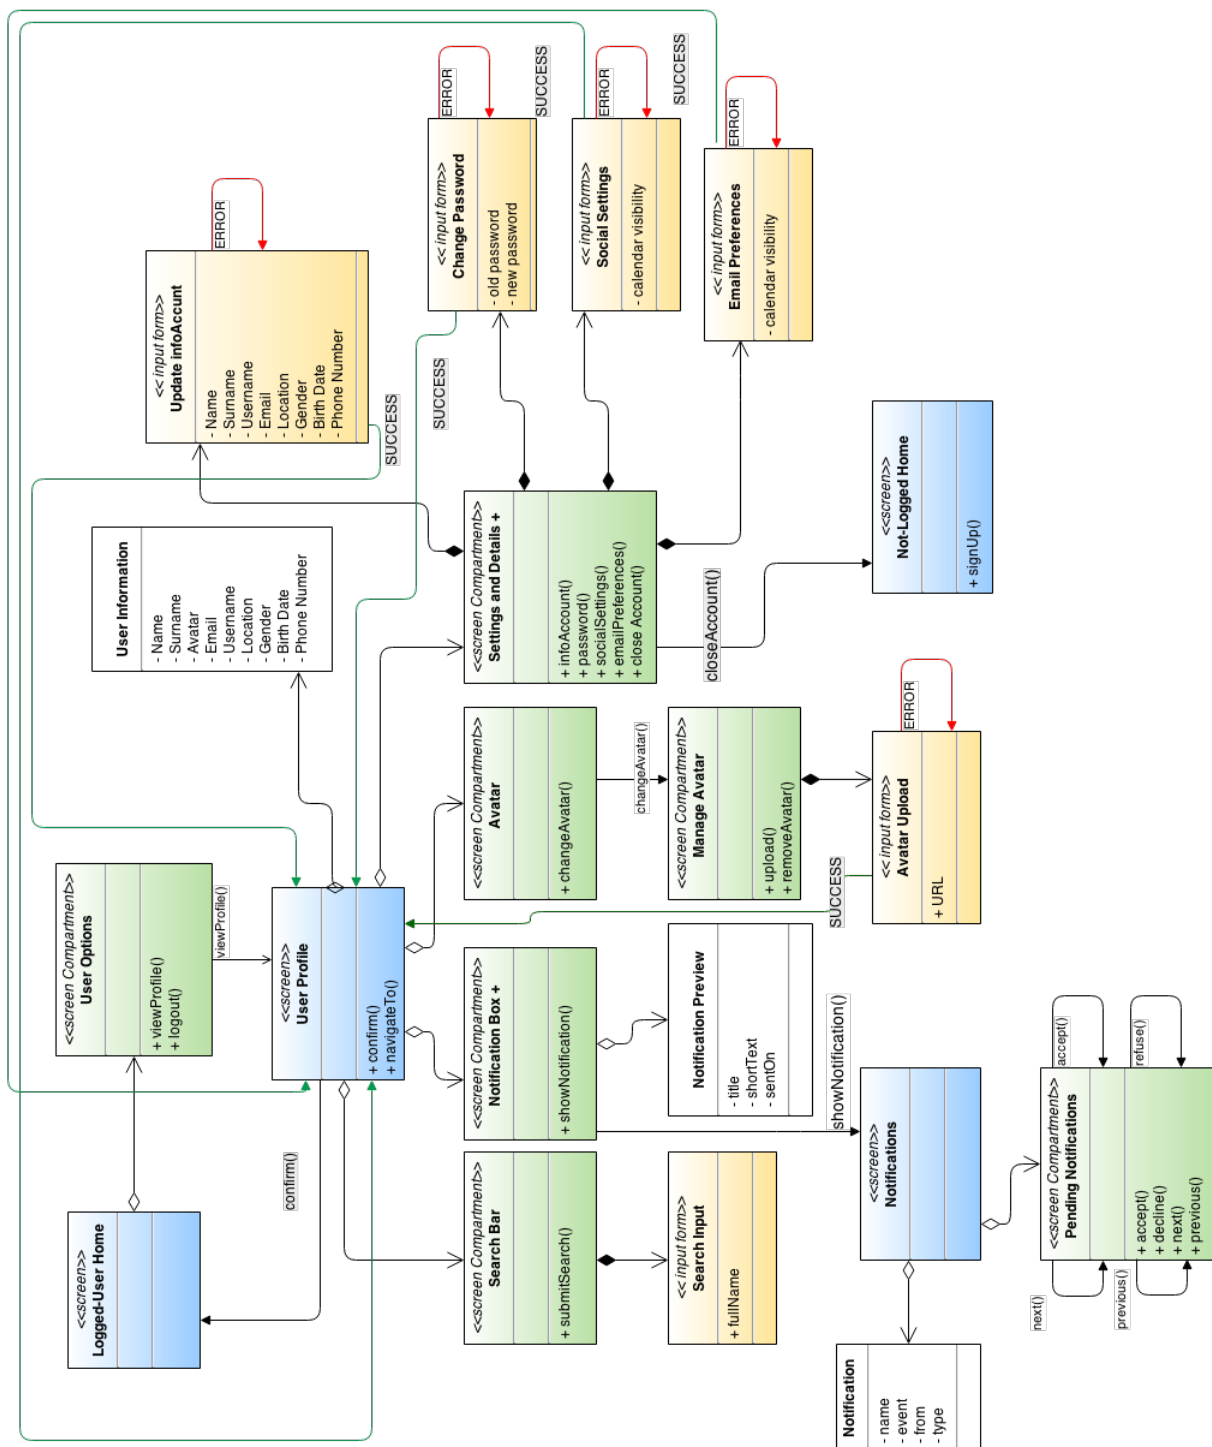 <<screen>>
Logged-User Home
<<screen Compartment>>
User Options
+ viewProfile()
+ logout()
viewProfile()
User Information
- Name
- Surname
- Avatar
- Email
- Username
- Location
- Gender
- Birth Date
- Phone Number
<< input form>>
Update infoAccunt
- Name
- Surname
- Username
- Email
- Location
- Gender
- Birth Date
- Phone Number
ERROR
SUCCESS
confirm()
<<screen>>
User Profile
+ confirm()
+ navigateTo()
SUCCESS
<< input form>>
Change Password
- old password
- new password
ERROR
SUCCESS
<<screen Compartment>>
Search Bar
+ submitSearch()
<<screen Compartment>>
Notification Box +
+ showNotification()
<<screen Compartment>>
Avatar
+ changeAvatar()
<<screen Compartment>>
Settings and Details +
+ infoAccount()
+ password()
+ socialSettings()
+ emailPreferences()
+ close Account()
<< input form>>
Social Settings
- calendar visibility
ERROR
SUCCESS
changeAvatar()
closeAccount()
<< input form>>
Search Input
+ fullName
Notification Preview
- title
- shortText
- sentOn
<<screen Compartment>>
Manage Avatar
+ upload()
+ removeAvatar()
<< input form>>
Email Preferences
- calendar visibility
ERROR
showNotification()
SUCCESS
Notification
- name
- event
- from
- type
<<screen>>
Notifications
<< input form>>
Avatar Upload
+ URL
ERROR
<<screen>>
Not-Logged Home
+ signUp()
<<screen Compartment>>
Pending Notifications
+ accept()
+ decline()
+ next()
+ previous()
next()
previous()
accept()
refuse()